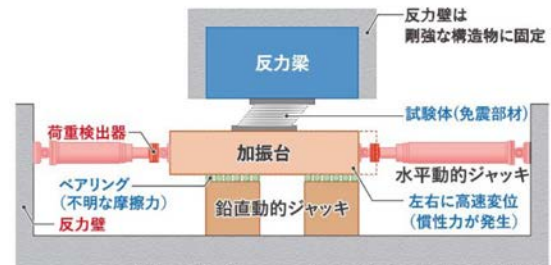 反力壁は
剛強な構造物に固定
反力梁
試験体(免震部材)
荷重検出器
加振台
水平動的ジャッキ
ベアリング
(不明な摩擦力)
鉛直動的ジャッキ
左右に高速変位
(慣性力が発生)
反力壁